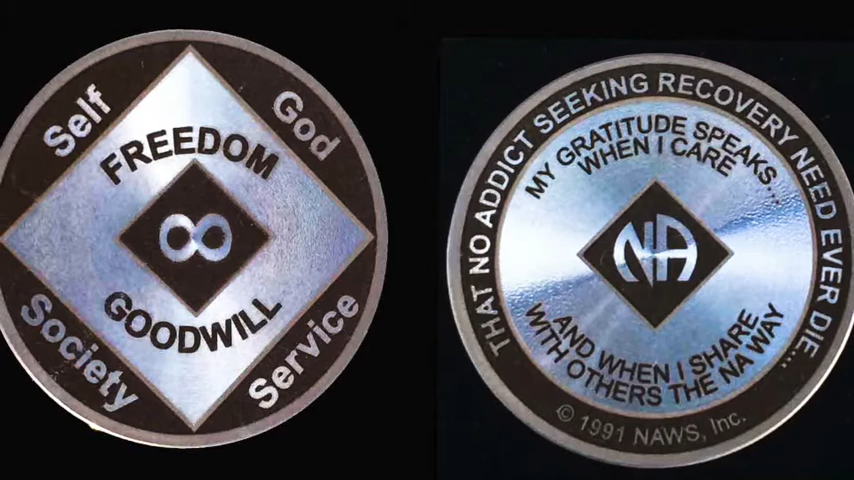 Self
God
FREEDOM
∞
GOODWILL
Society
Service
THAT NO ADDICT SEEKING RECOVERY NEED EVER DIE...
MY GRATITUDE SPEAKS...
WHEN I CARE
NA
AND WHEN I SHARE
WITH OTHERS THE NA WAY
© 1991 NAWS, Inc.